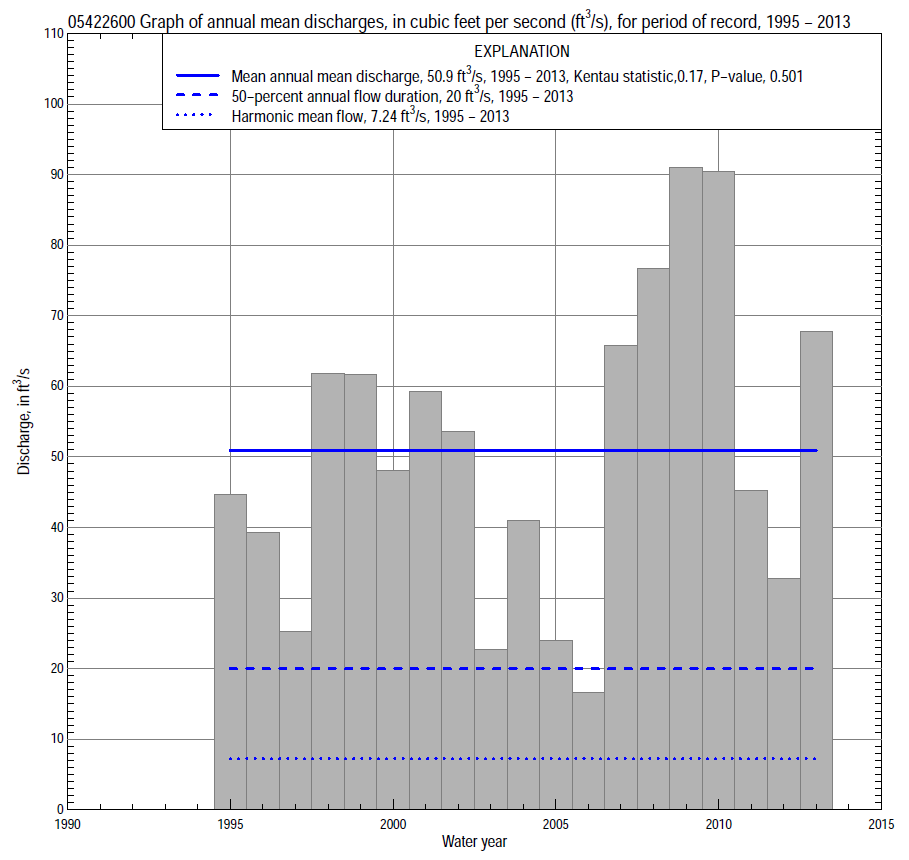 05422600 Graph of annual mean discharges, in cubic feet per second (ft³/s), for period of record, 1995 – 2013
EXPLANATION
Mean annual mean discharge, 50.9 ft³/s, 1995 – 2013, Kentau statistic,0.17, P–value, 0.501
50–percent annual flow duration, 20 ft³/s, 1995 – 2013
Harmonic mean flow, 7.24 ft³/s, 1995 – 2013
110
100
90
80
70
60
50
40
30
20
10
0
Discharge, in ft³/s
1990 1995 2000 2005 2010 2015
Water year